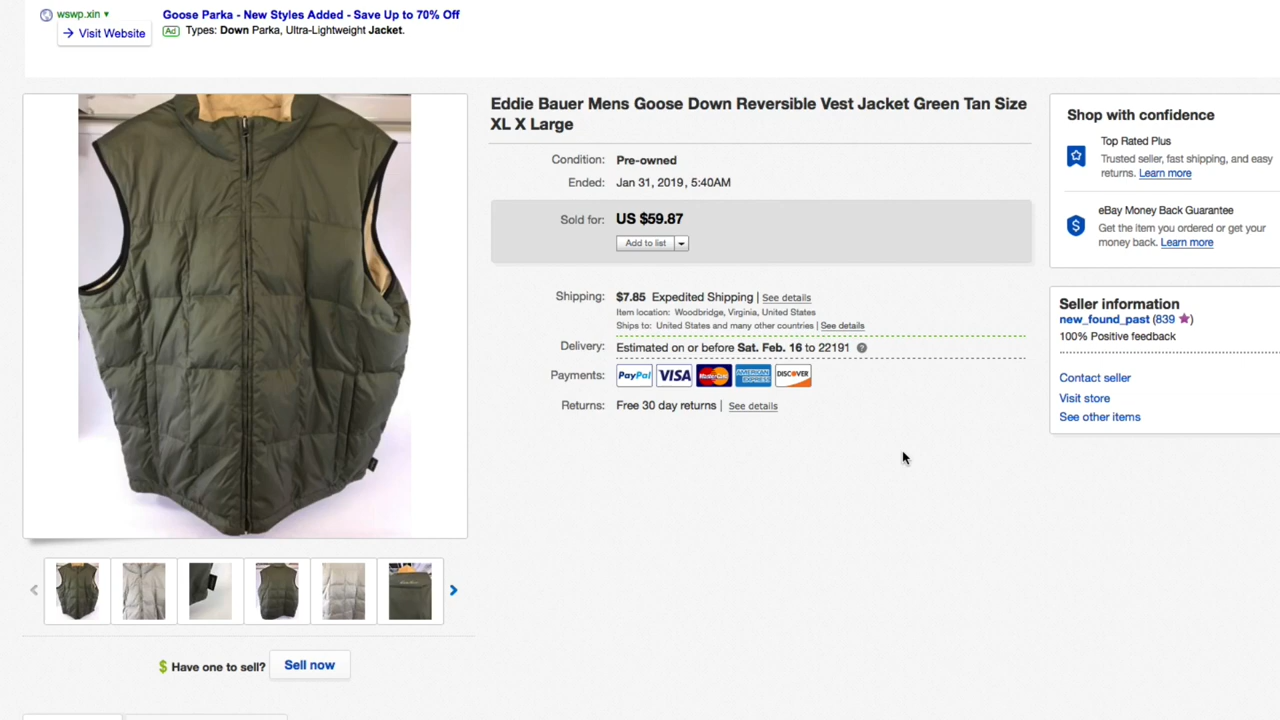 wswp.xin ▾
Goose Parka - New Styles Added - Save Up to 70% Off
→ Visit Website
Ad Types: Down Parka, Ultra-Lightweight Jacket.
Eddie Bauer Mens Goose Down Reversible Vest Jacket Green Tan Size
XL X Large
Condition: Pre-owned
Ended: Jan 31, 2019 , 5:40AM
Sold for: US $59.87
Add to list
Shipping: $7.85 Expedited Shipping | See details
Item location: Woodbridge, Virginia, United States
Ships to: United States and many other countries | See details
Delivery: Estimated on or before Sat. Feb. 16 to 22191
Payments: PayPal VISA MasterCard AMERICAN EXPRESS DISCOVER
Returns: Free 30 day returns | See details
Shop with confidence
Top Rated Plus
Trusted seller, fast shipping, and easy
returns. Learn more
eBay Money Back Guarantee
Get the item you ordered or get your
money back. Learn more
Seller information
new_found_past (839 ★)
100% Positive feedback
Contact seller
Visit store
See other items
$ Have one to sell? Sell now